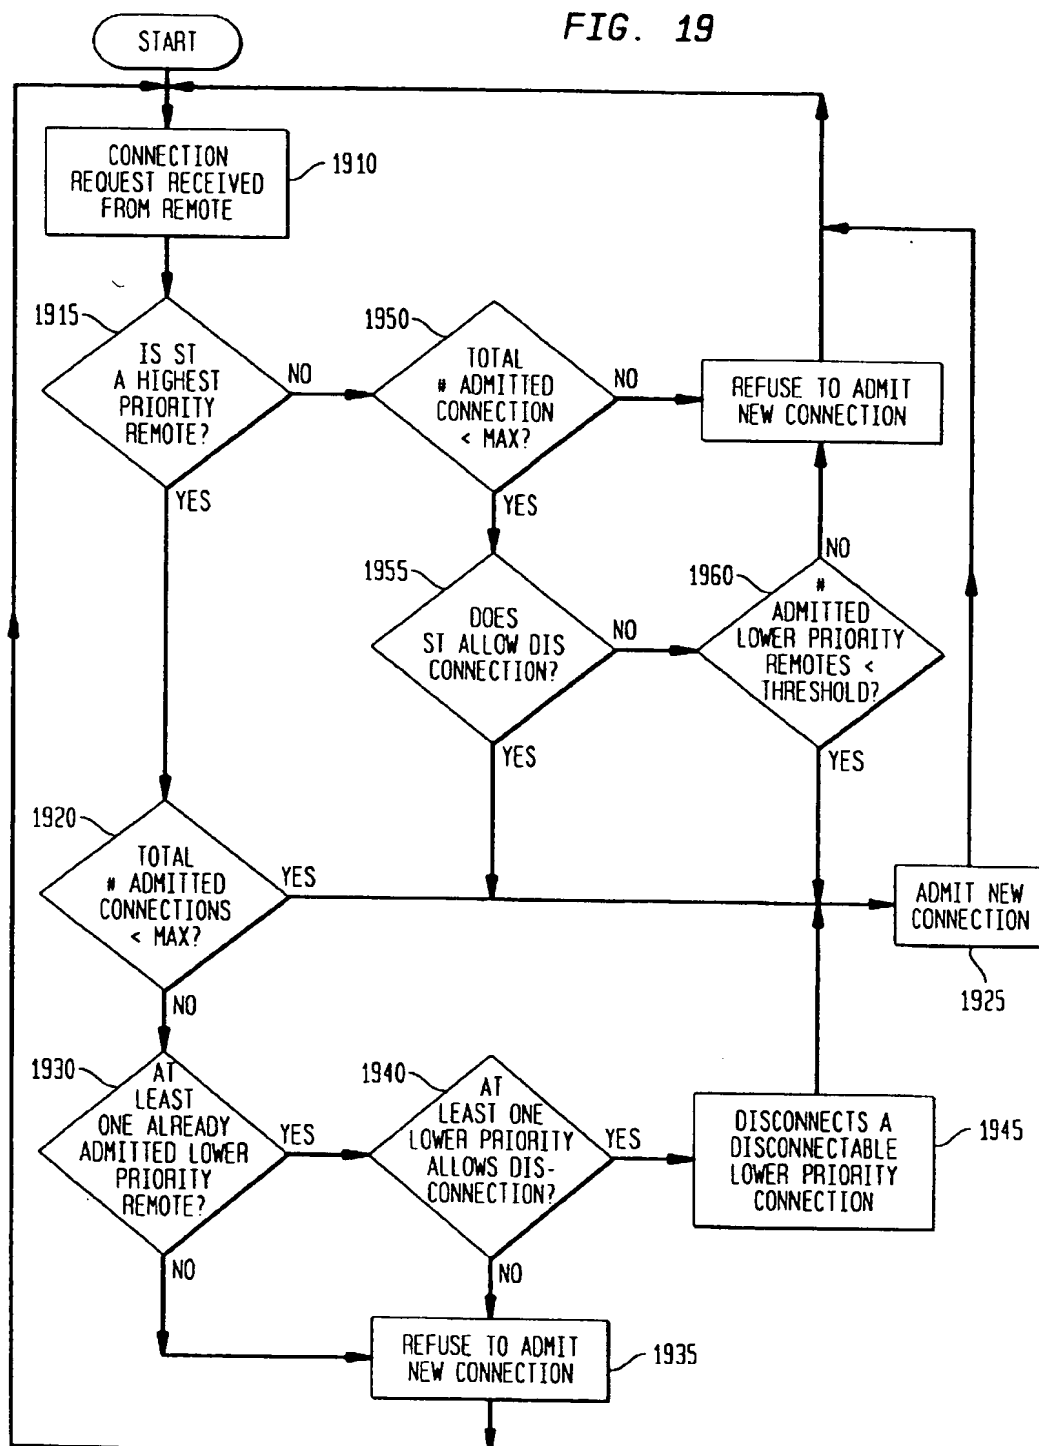 FIG. 19
START
CONNECTION
REQUEST RECEIVED
FROM REMOTE
1910
1915
IS ST
A HIGHEST
PRIORITY
REMOTE?
NO
YES
1950
TOTAL
# ADMITTED
CONNECTION
< MAX?
NO
YES
REFUSE TO ADMIT
NEW CONNECTION
1955
DOES
ST ALLOW DIS
CONNECTION?
NO
YES
1960
NO
#
ADMITTED
LOWER PRIORITY
REMOTES <
THRESHOLD?
YES
1920
TOTAL
# ADMITTED
CONNECTIONS
< MAX?
YES
NO
ADMIT NEW
CONNECTION
1925
1930
AT
LEAST
ONE ALREADY
ADMITTED LOWER
PRIORITY
REMOTE?
YES
NO
1940
AT
LEAST ONE
LOWER PRIORITY
ALLOWS DIS-
CONNECTION?
YES
NO
DISCONNECTS A
DISCONNECTABLE
LOWER PRIORITY
CONNECTION
1945
REFUSE TO ADMIT
NEW CONNECTION
1935